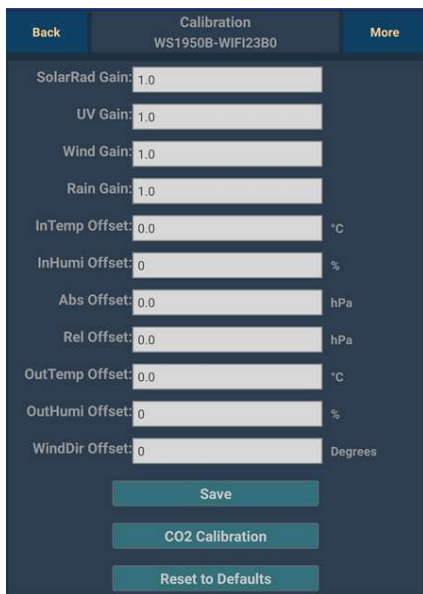 Back
Calibration
WS1950B-WIFI23B0
More
SolarRad Gain: 1.0
UV Gain: 1.0
Wind Gain: 1.0
Rain Gain: 1.0
InTemp Offset: 0.0 °C
InHumi Offset: 0 %
Abs Offset: 0.0 hPa
Rel Offset: 0.0 hPa
OutTemp Offset: 0.0 °C
OutHumi Offset: 0 %
WindDir Offset: 0 Degrees
Save
CO2 Calibration
Reset to Defaults